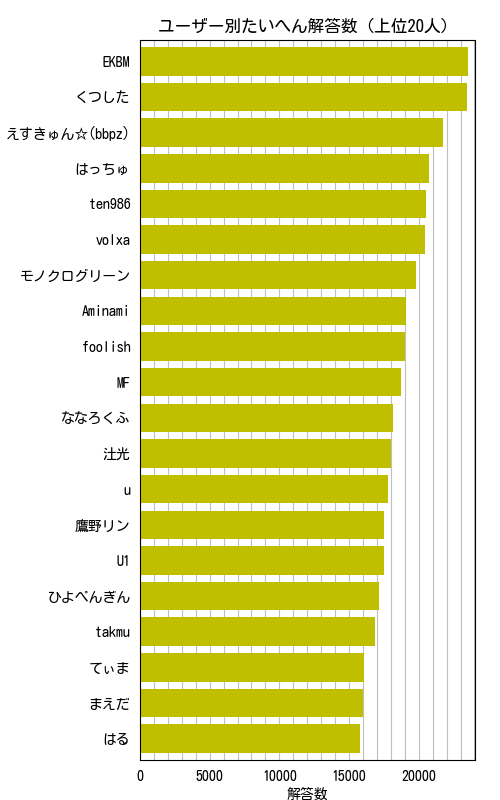 ユーザー別たいへん解答数 (上位20人)
EKBM
くつした
えすきゅん☆(bbpz)
はっちゅ
ten986
volxa
モノクログリーン
Aminami
foolish
MF
ななろくふ
辻光
u
鷹野リン
U1
ひよぺんぎん
takmu
てぃま
まえだ
はる
0 5000 10000 15000 20000
解答数